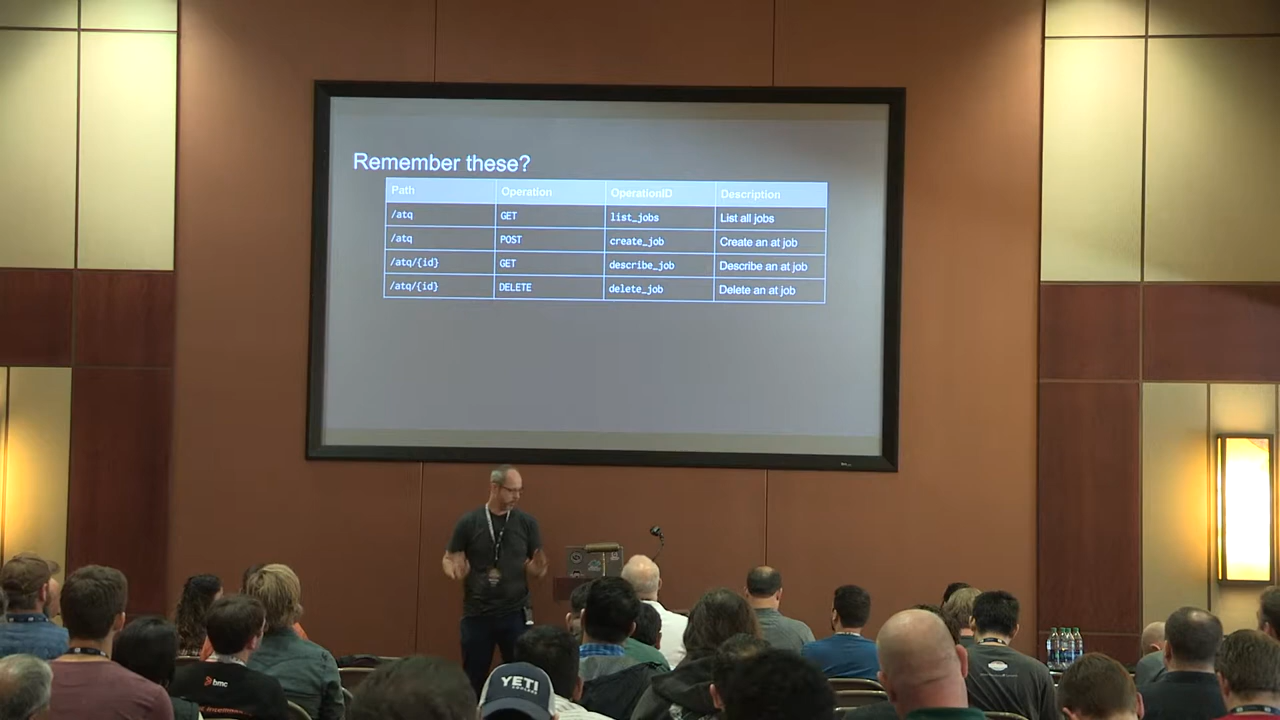 Remember these?
Path Operation OperationID Description
/atq GET list_jobs List all jobs
/atq POST create_job Create an at job
/atq/{id} GET describe_job Describe an at job
/atq/{id} DELETE delete_job Delete an at job
bmc
YETI